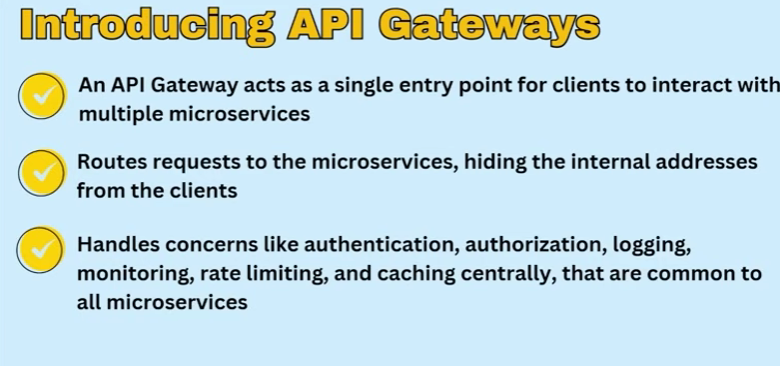 Introducing API Gateways
An API Gateway acts as a single entry point for clients to interact with
multiple microservices
Routes requests to the microservices, hiding the internal addresses
from the clients
Handles concerns like authentication, authorization, logging,
monitoring, rate limiting, and caching centrally, that are common to
all microservices